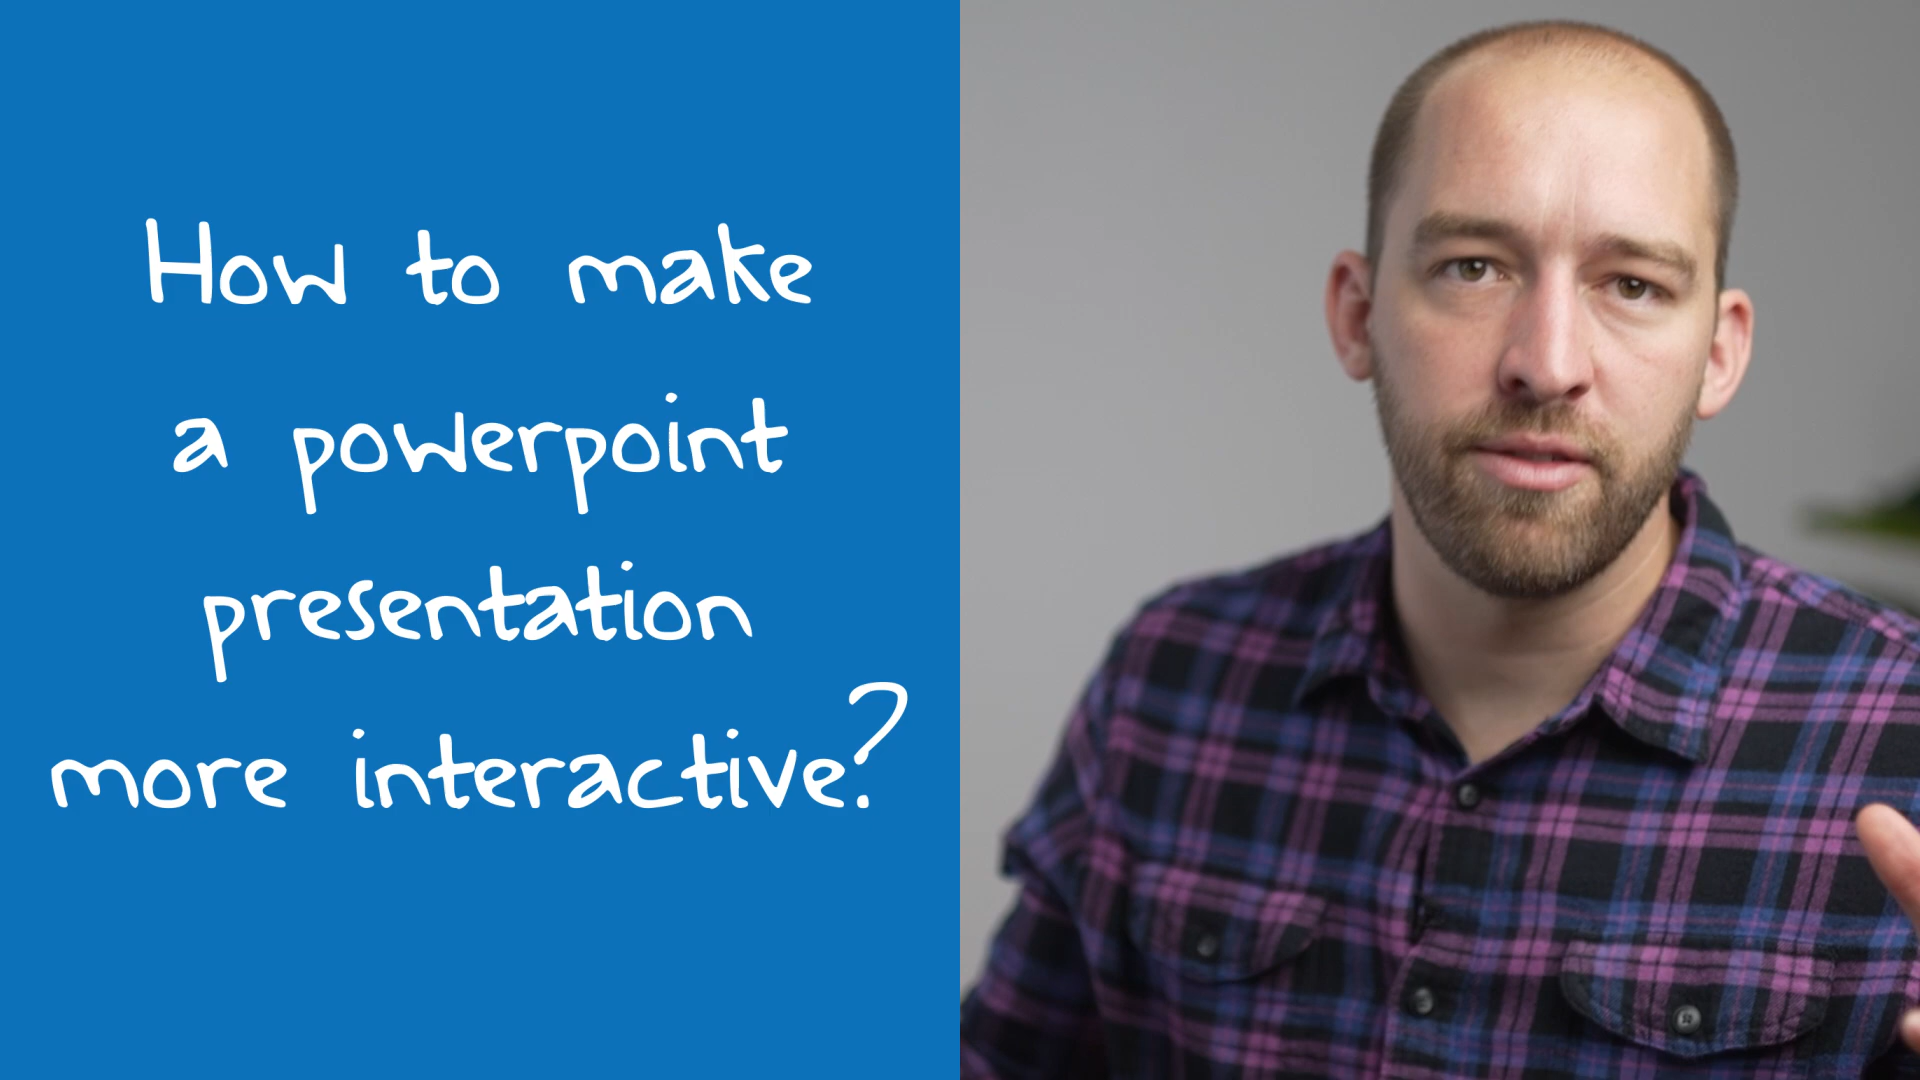 How to make
a powerpoint
presentation
more interactive?